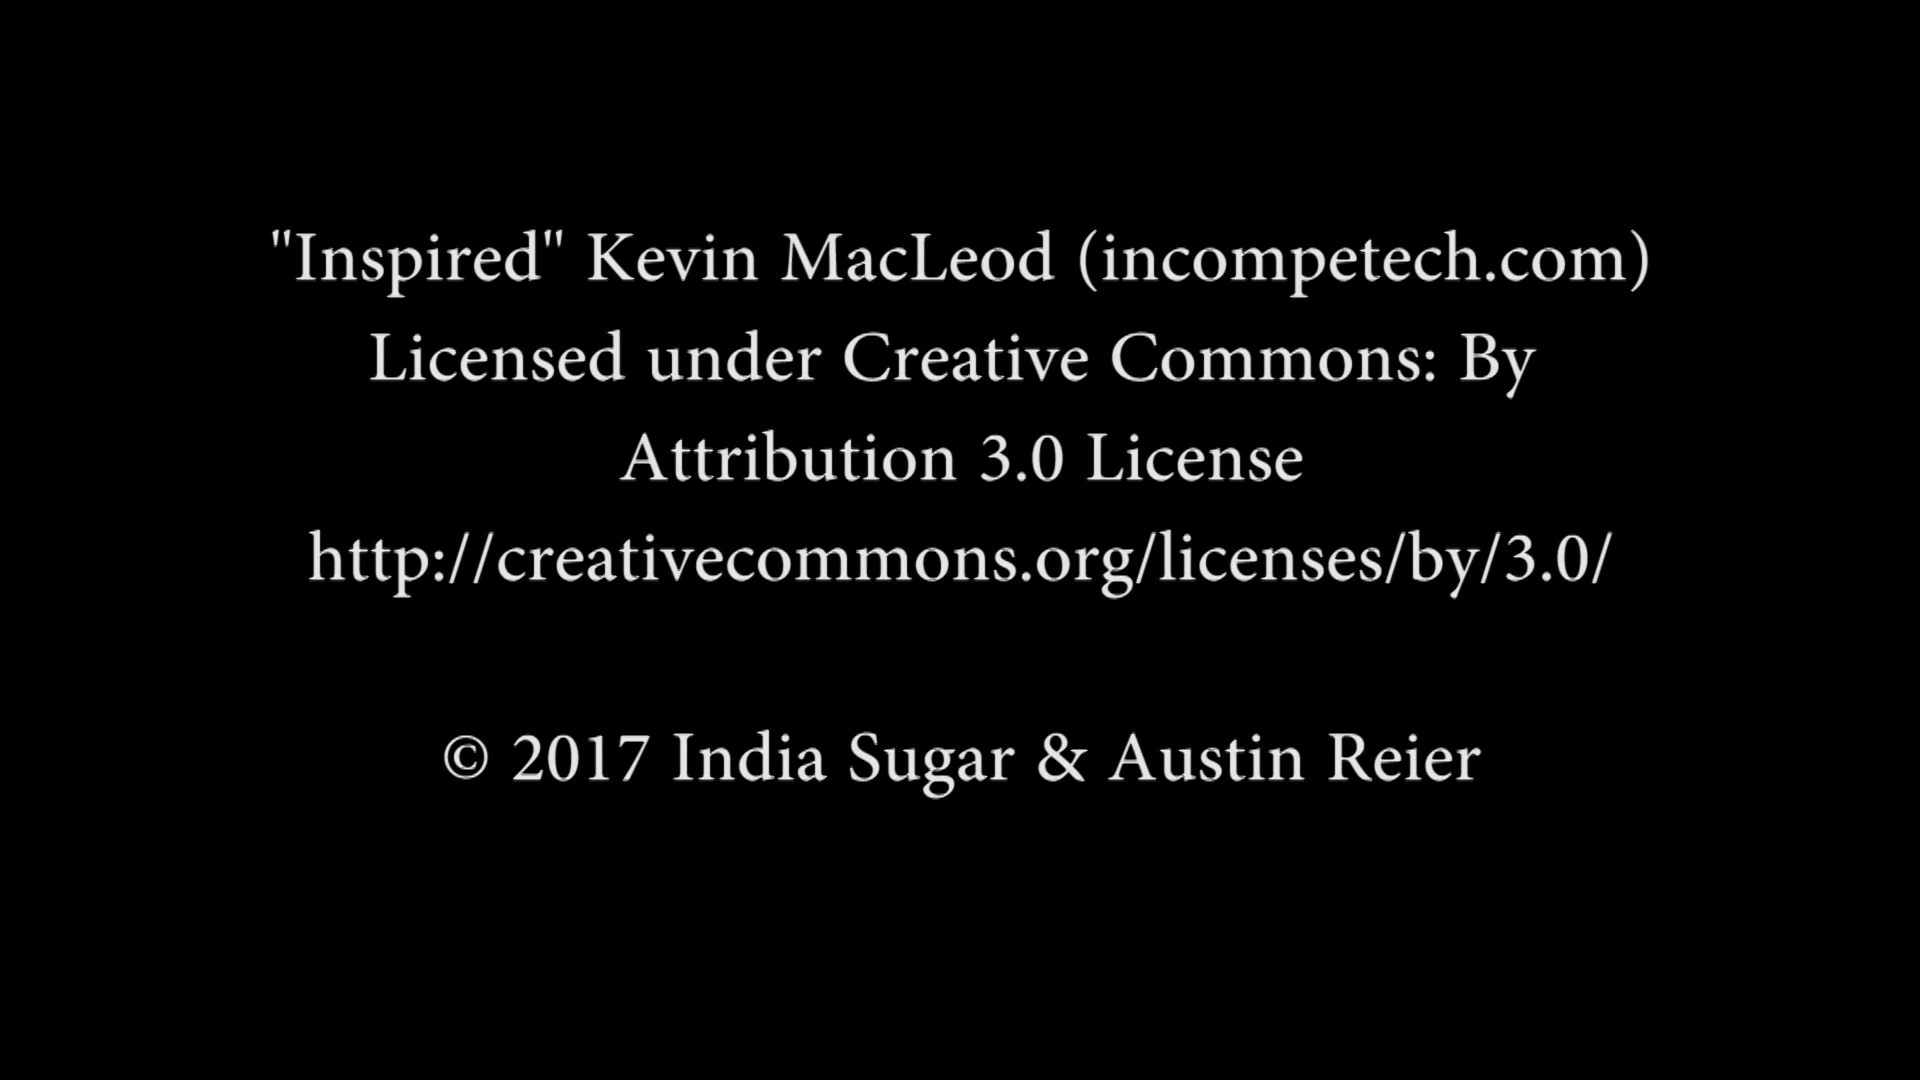 "Inspired" Kevin MacLeod (incompetech.com)
Licensed under Creative Commons: By
Attribution 3.0 License
http://creativecommons.org/licenses/by/3.0/
© 2017 India Sugar & Austin Reier